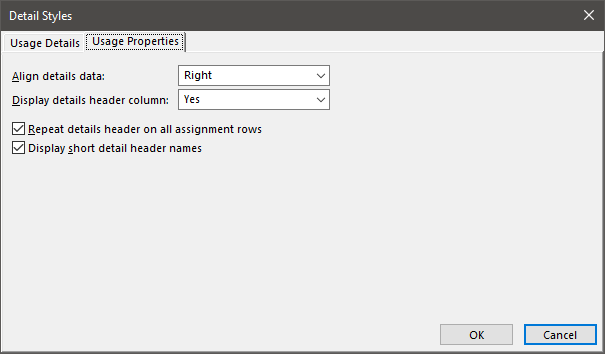 Detail Styles
Usage Details Usage Properties
Align details data: Right
Display details header column: Yes
Repeat details header on all assignment rows
Display short detail header names
OK Cancel